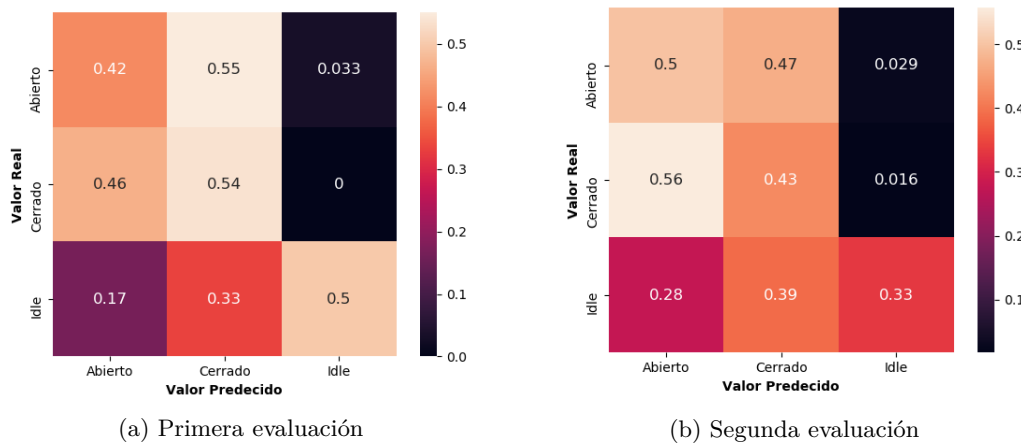 Valor Real
Abierto
Cerrado
Idle
0.42 0.55 0.033
0.46 0.54 0
0.17 0.33 0.5
Abierto Cerrado Idle
Valor Predecido
0.5
0.4
0.3
0.2
0.1
0.0
(a) Primera evaluación
Valor Real
Abierto
Cerrado
Idle
0.5 0.47 0.029
0.56 0.43 0.016
0.28 0.39 0.33
Abierto Cerrado Idle
Valor Predecido
0.5
0.4
0.3
0.2
0.1
(b) Segunda evaluación